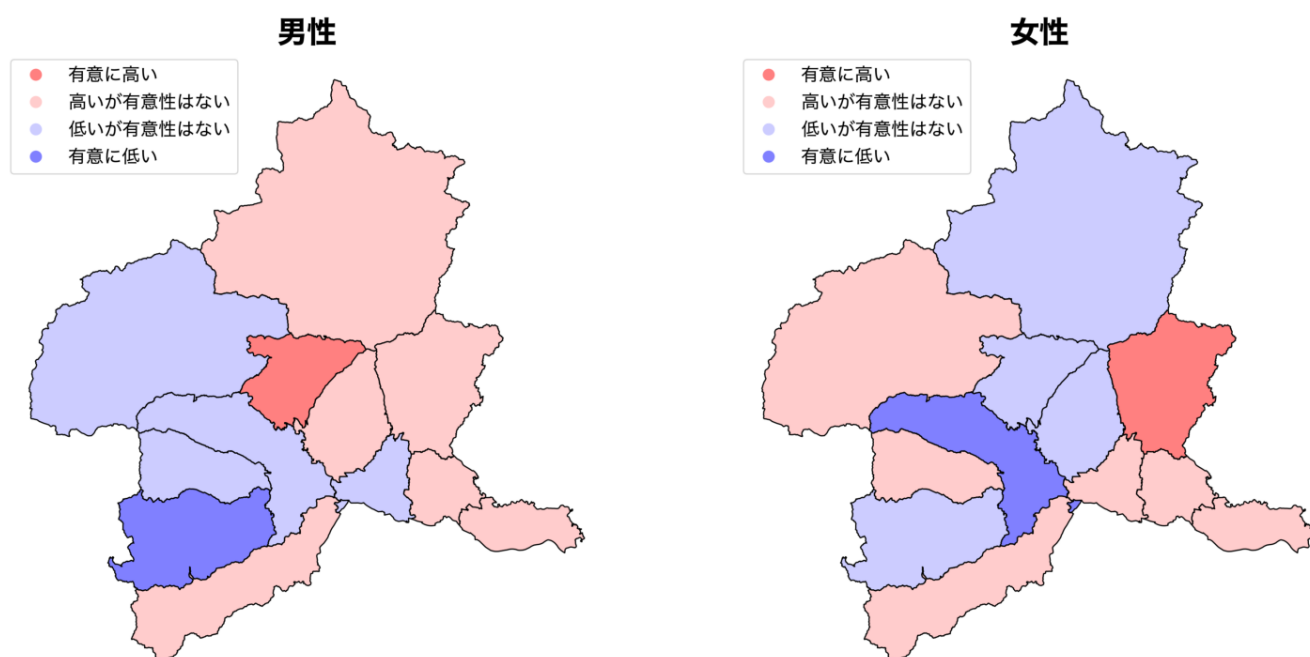 男性
有意に高い
高いが有意性はない
低いが有意性はない
有意に低い
女性
有意に高い
高いが有意性はない
低いが有意性はない
有意に低い